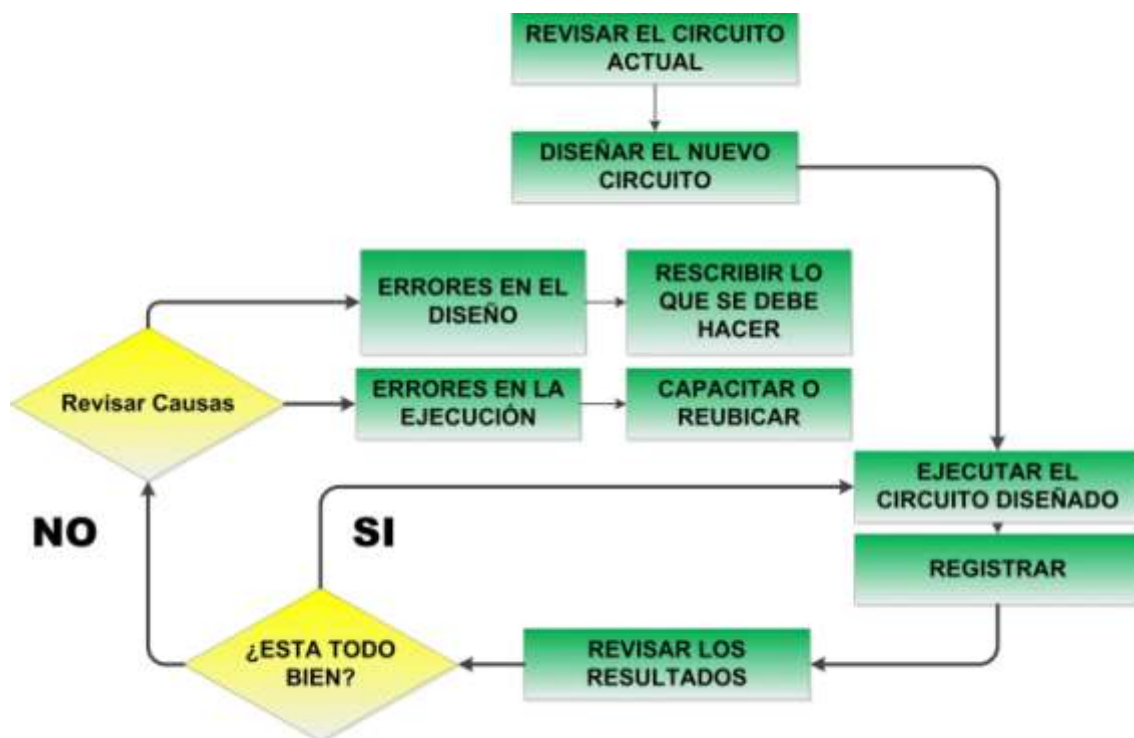 REVISAR EL CIRCUITO
ACTUAL
DISEÑAR EL NUEVO
CIRCUITO
ERRORES EN EL
DISEÑO
RESCRIBIR LO
QUE SE DEBE
HACER
Revisar Causas
ERRORES EN LA
EJECUCIÓN
CAPACITAR O
REUBICAR
EJECUTAR EL
CIRCUITO DISEÑADO
NO
SI
REGISTRAR
¿ESTA TODO
BIEN?
REVISAR LOS
RESULTADOS